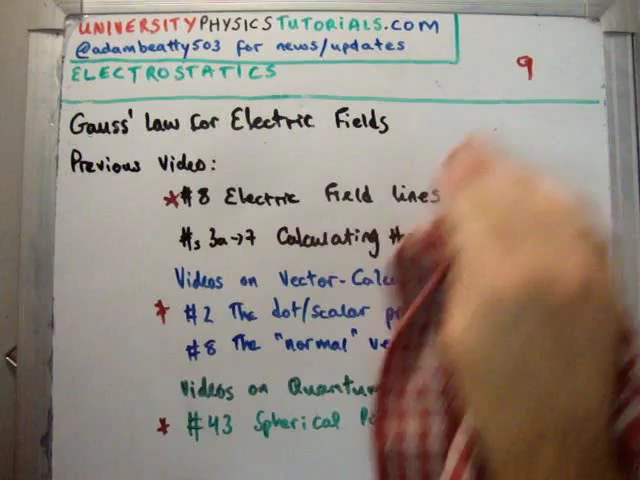 UNIVERSITYPHYSICSTUTORIALS.COM
@adambeatty503 for news/updates
ELECTROSTATICS
9
Gauss' Law for Electric Fields
Previous Video:
*#8 Electric Field lines
#s 3a→7 Calculating
Videos on Vector-Calc
* #2 The dot/scalar
#8 The "normal"
Videos on Quantum
* #43 Spherical